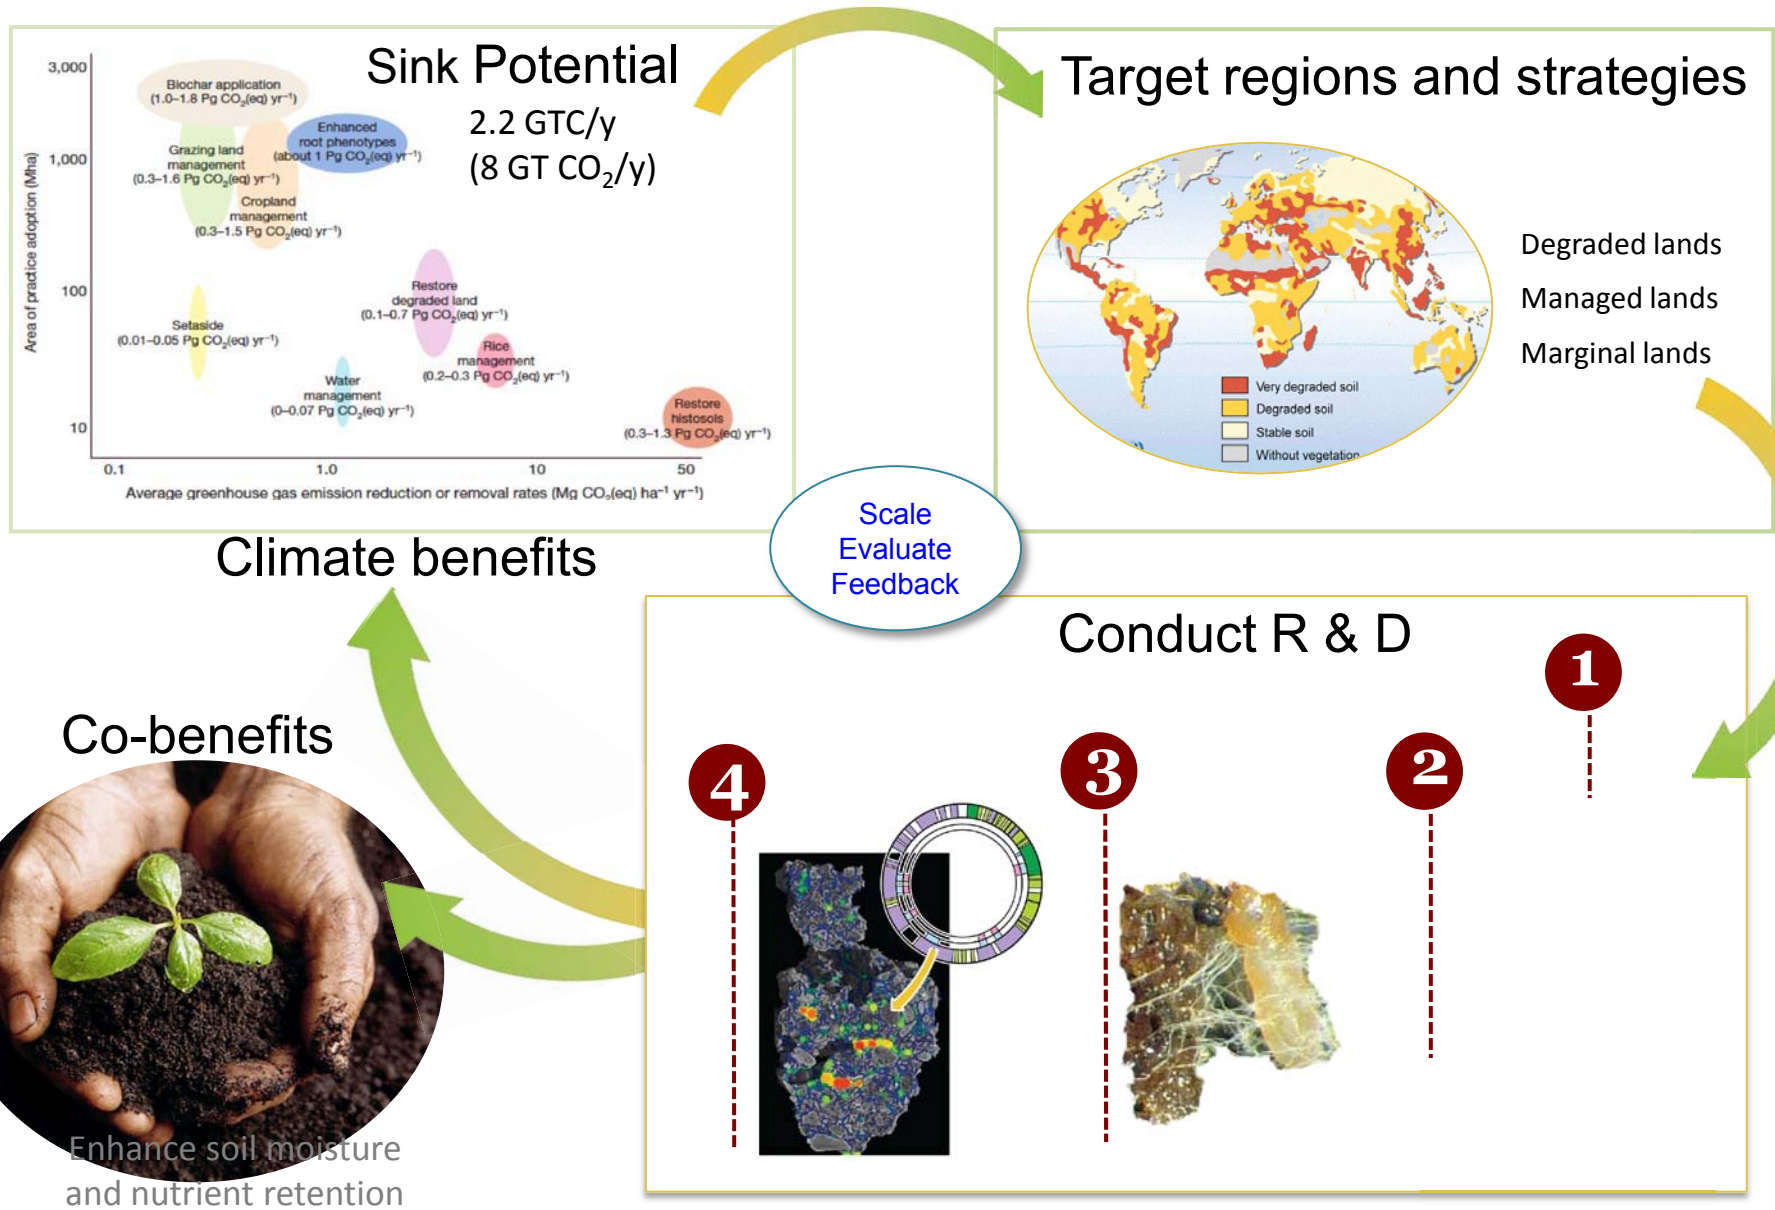 Sink Potential
2.2 GTC/y
(8 GT CO₂/y)
3,000
1,000
100
10
Area of practice adoption (Mha)
Biochar application
(1.0–1.8 Pg CO₂(eq) yr⁻¹)
Enhanced
root phenotypes
(about 1 Pg CO₂(eq) yr⁻¹)
Grazing land
management
(0.3–1.6 Pg CO₂(eq) yr⁻¹)
Cropland
management
(0.3–1.5 Pg CO₂(eq) yr⁻¹)
Restore
degraded land
(0.1–0.7 Pg CO₂(eq) yr⁻¹)
Setaside
(0.01–0.05 Pg CO₂(eq) yr⁻¹)
Rice
management
(0.2–0.3 Pg CO₂(eq) yr⁻¹)
Water
management
(0–0.07 Pg CO₂(eq) yr⁻¹)
Restore
histosols
(0.3–1.3 Pg CO₂(eq) yr⁻¹)
0.1 1.0 10 50
Average greenhouse gas emission reduction or removal rates (Mg CO₂(eq) ha⁻¹ yr⁻¹)
Target regions and strategies
Degraded lands
Managed lands
Marginal lands
Very degraded soil
Degraded soil
Stable soil
Without vegetation
Scale
Evaluate
Feedback
Climate benefits
Conduct R & D
1
2
3
4
Co-benefits
Enhance soil moisture
and nutrient retention